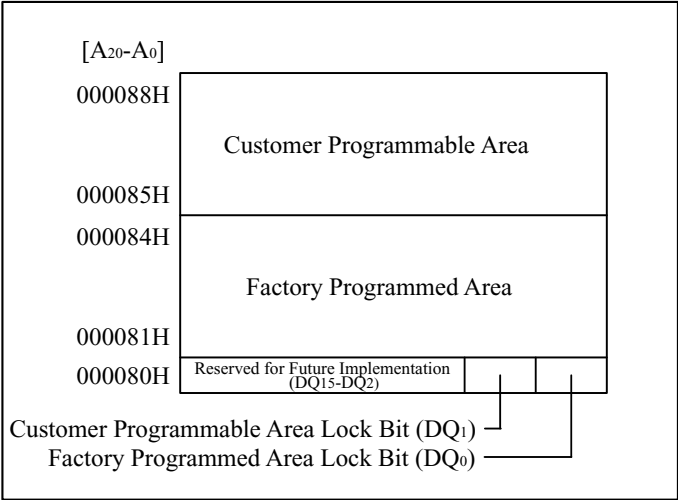 [A20-A0]
000088H
Customer Programmable Area
000085H
000084H
Factory Programmed Area
000081H
000080H
Reserved for Future Implementation
(DQ15-DQ2)
Customer Programmable Area Lock Bit (DQ1)
Factory Programmed Area Lock Bit (DQ0)